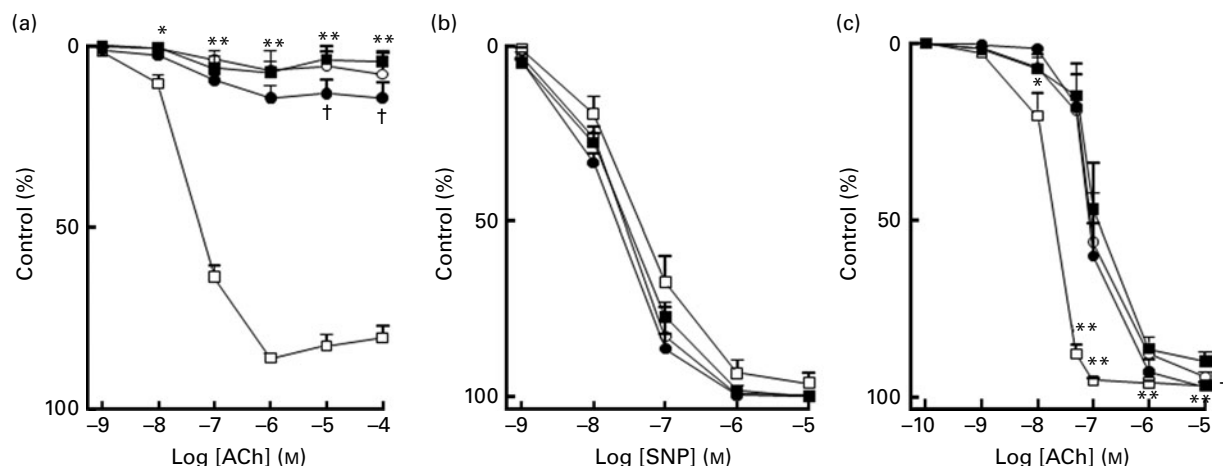 (a)
Control (%)
0
50
100
* ** ** ** **
† †
–9 –8 –7 –6 –5 –4
Log [ACh] (M)
(b)
Control (%)
0
50
100
–9 –8 –7 –6 –5
Log [SNP] (M)
(c)
Control (%)
0
50
100
*
**
**
** **
–10 –9 –8 –7 –6 –5
Log [ACh] (M)